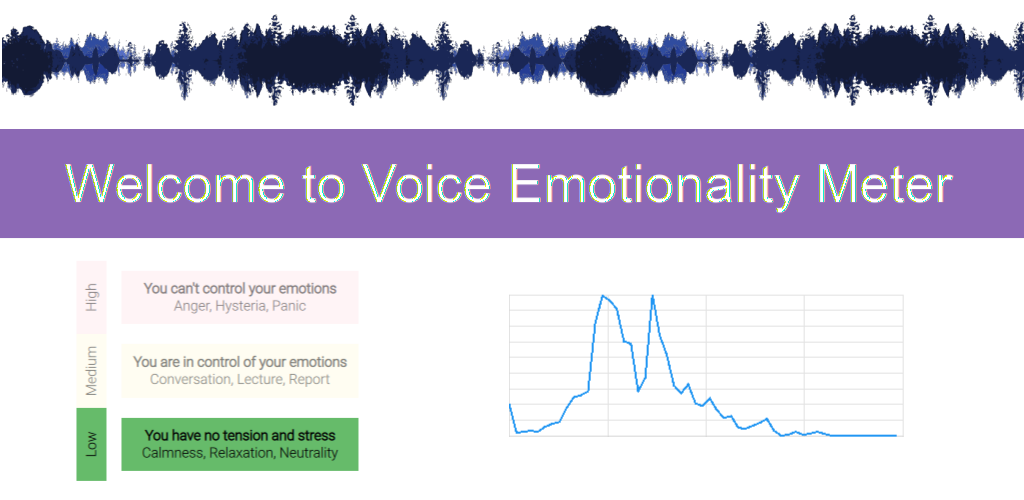 Welcome to Voice Emotionality Meter
High
You can't control your emotions
Anger, Hysteria, Panic
Medium
You are in control of your emotions
Conversation, Lecture, Report
Low
You have no tension and stress
Calmness, Relaxation, Neutrality